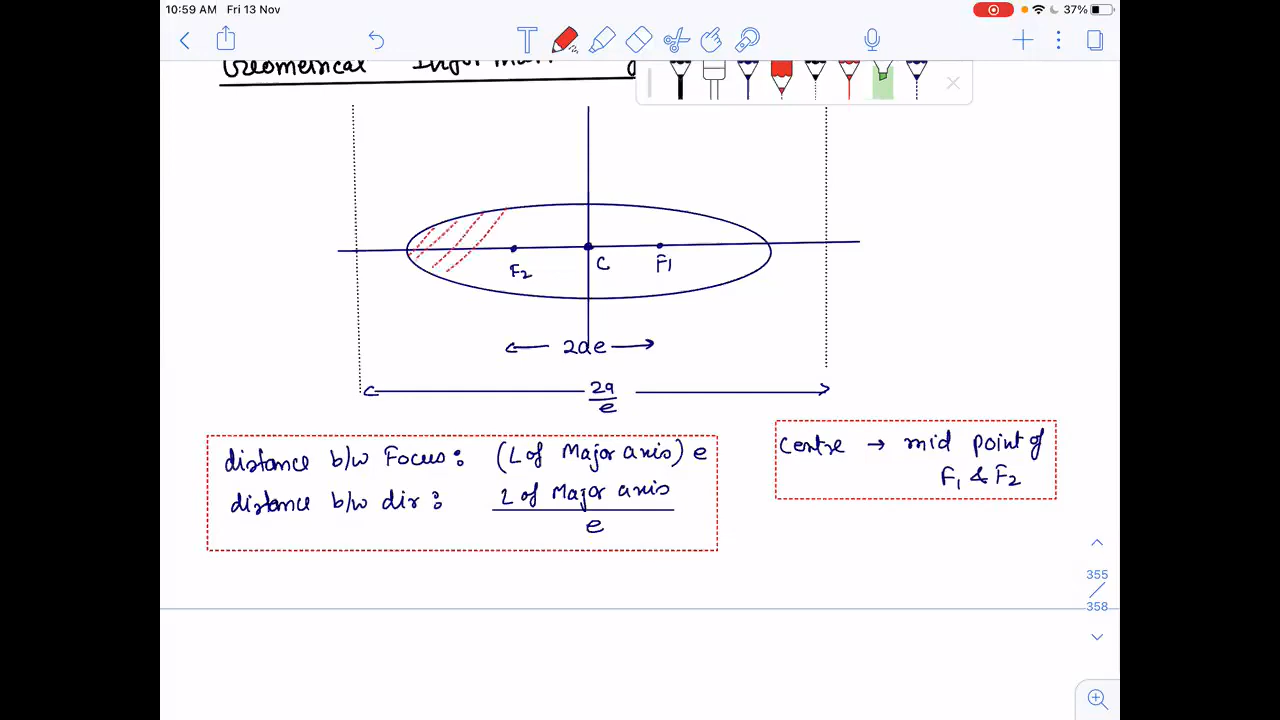 10:59 AM Fri 13 Nov
37%
Geometrical
F2
C
F1
2ae
2a
e
distance b/w Focus: (L of Major axis) e
distance b/w dir: L of Major axis
e
Centre → mid point of
F1 & F2
355
358